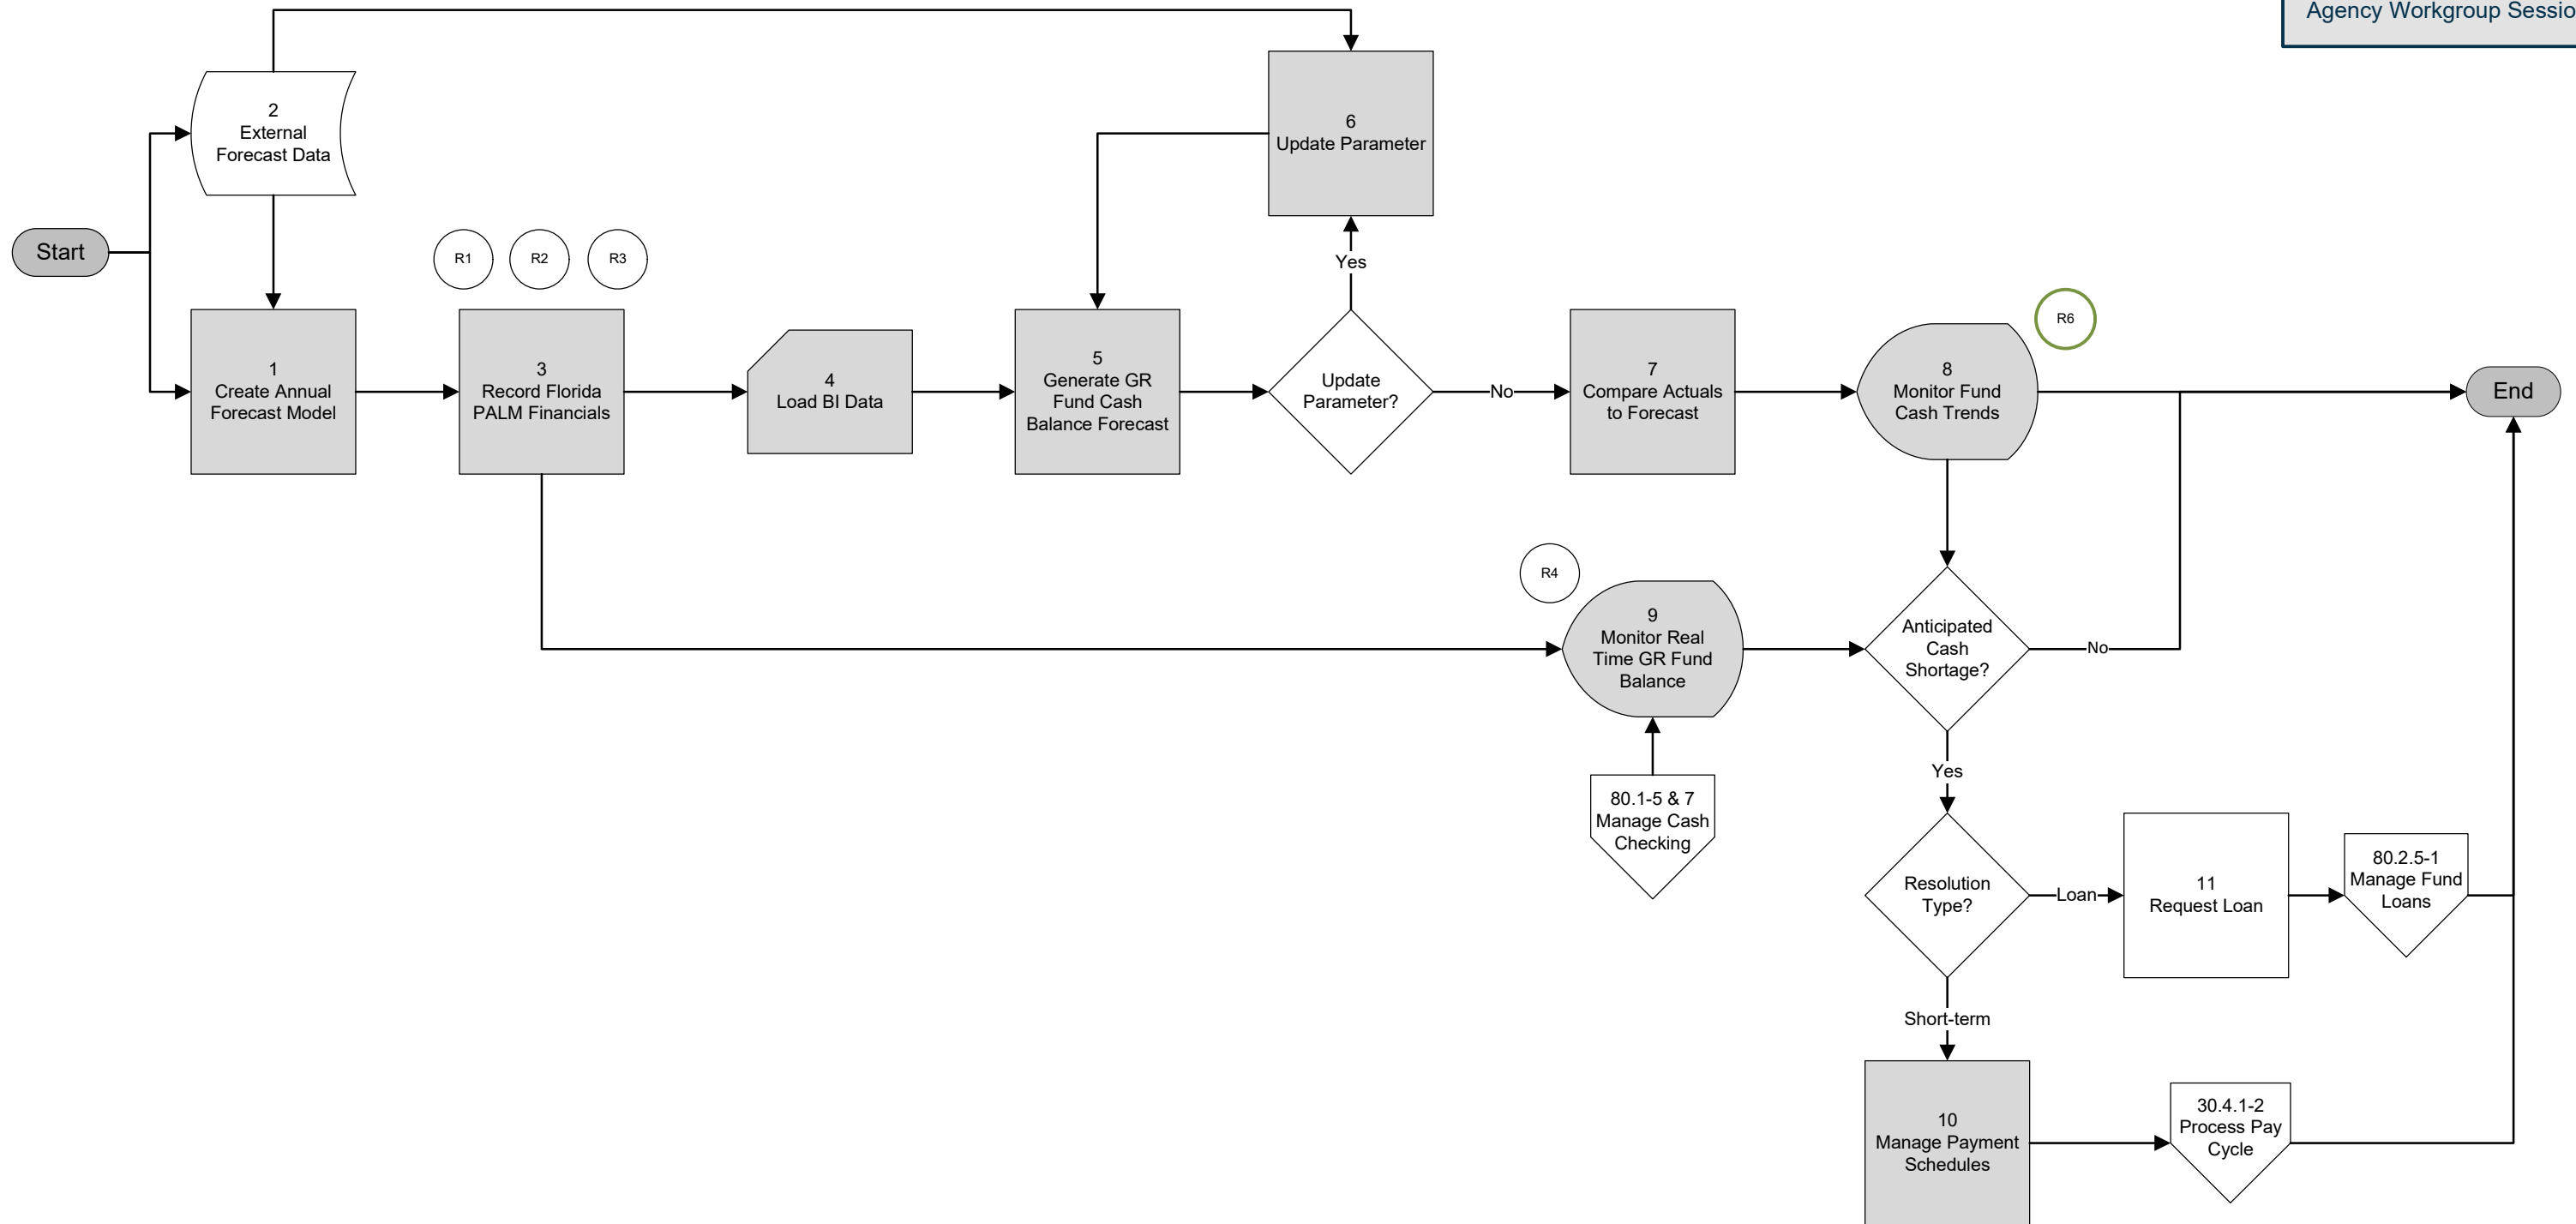 Agency Workgroup Sessio
2
External
Forecast Data
6
Update Parameter
Start
R1
R2
R3
Yes
R6
1
Create Annual
Forecast Model
3
Record Florida
PALM Financials
4
Load BI Data
5
Generate GR
Fund Cash
Balance Forecast
Update
Parameter?
No
7
Compare Actuals
to Forecast
8
Monitor Fund
Cash Trends
End
R4
9
Monitor Real
Time GR Fund
Balance
Anticipated
Cash
Shortage?
No
80.1-5 & 7
Manage Cash
Checking
Yes
Resolution
Type?
Loan
11
Request Loan
80.2.5-1
Manage Fund
Loans
Short-term
10
Manage Payment
Schedules
30.4.1-2
Process Pay
Cycle